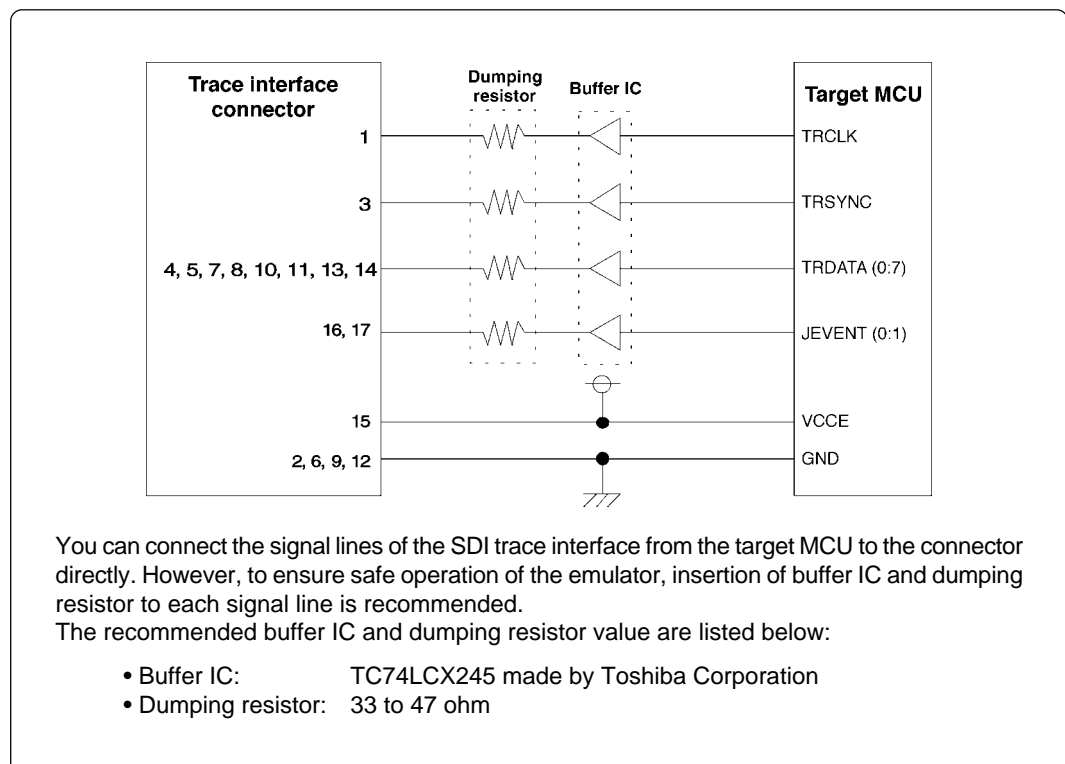 Trace interface
connector
Dumping
resistor
Buffer IC
Target MCU
1
TRCLK
3
TRSYNC
4, 5, 7, 8, 10, 11, 13, 14
TRDATA (0:7)
16, 17
JEVENT (0:1)
15
VCCE
2, 6, 9, 12
GND
You can connect the signal lines of the SDI trace interface from the target MCU to the connector
directly. However, to ensure safe operation of the emulator, insertion of buffer IC and dumping
resistor to each signal line is recommended.
The recommended buffer IC and dumping resistor value are listed below:
• Buffer IC: TC74LCX245 made by Toshiba Corporation
• Dumping resistor: 33 to 47 ohm